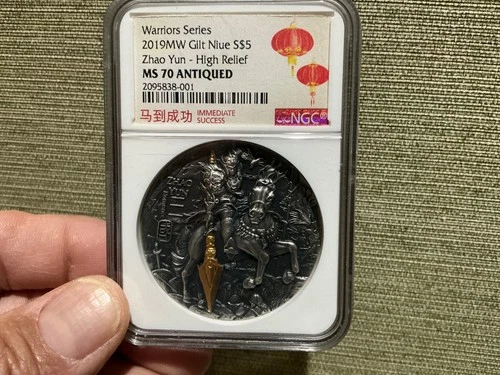 Warriors Series
2019MW Gilt Niue S$5
Zhao Yun - High Relief
MS 70 ANTIQUED
2095838-001
马到成功 IMMEDIATE SUCCESS
NGC®